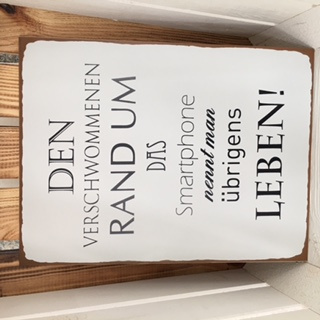 DEN
VERSCHWOMMENEN
RAND UM
DAS
Smartphone
nennt man
übrigens
LEBEN!